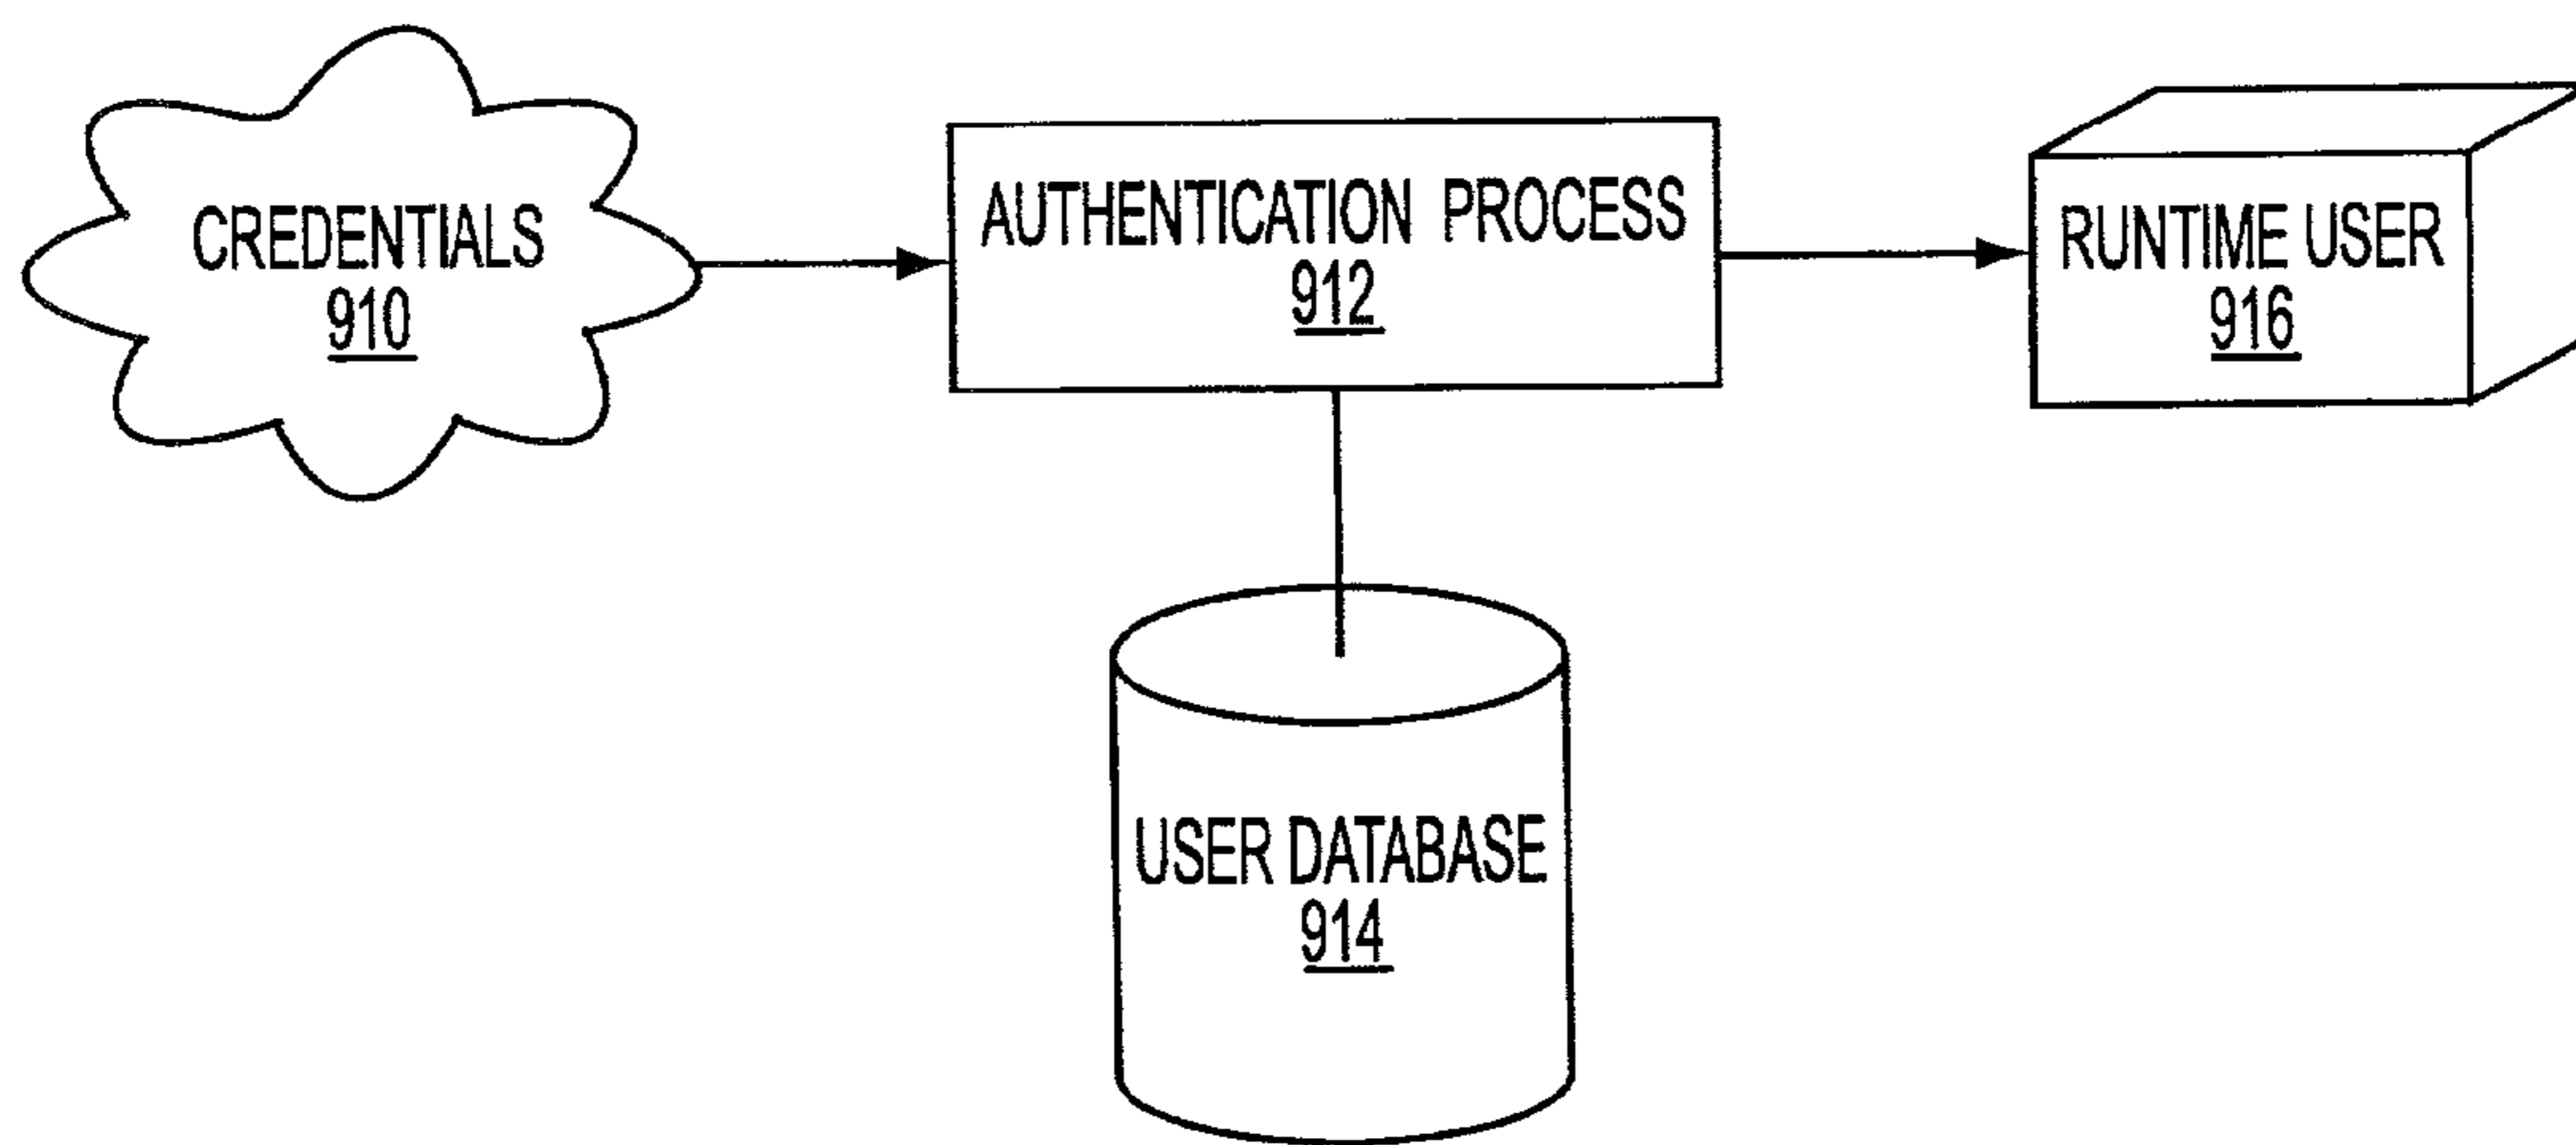 CREDENTIALS
910
AUTHENTICATION PROCESS
912
RUNTIME USER
916
USER DATABASE
914